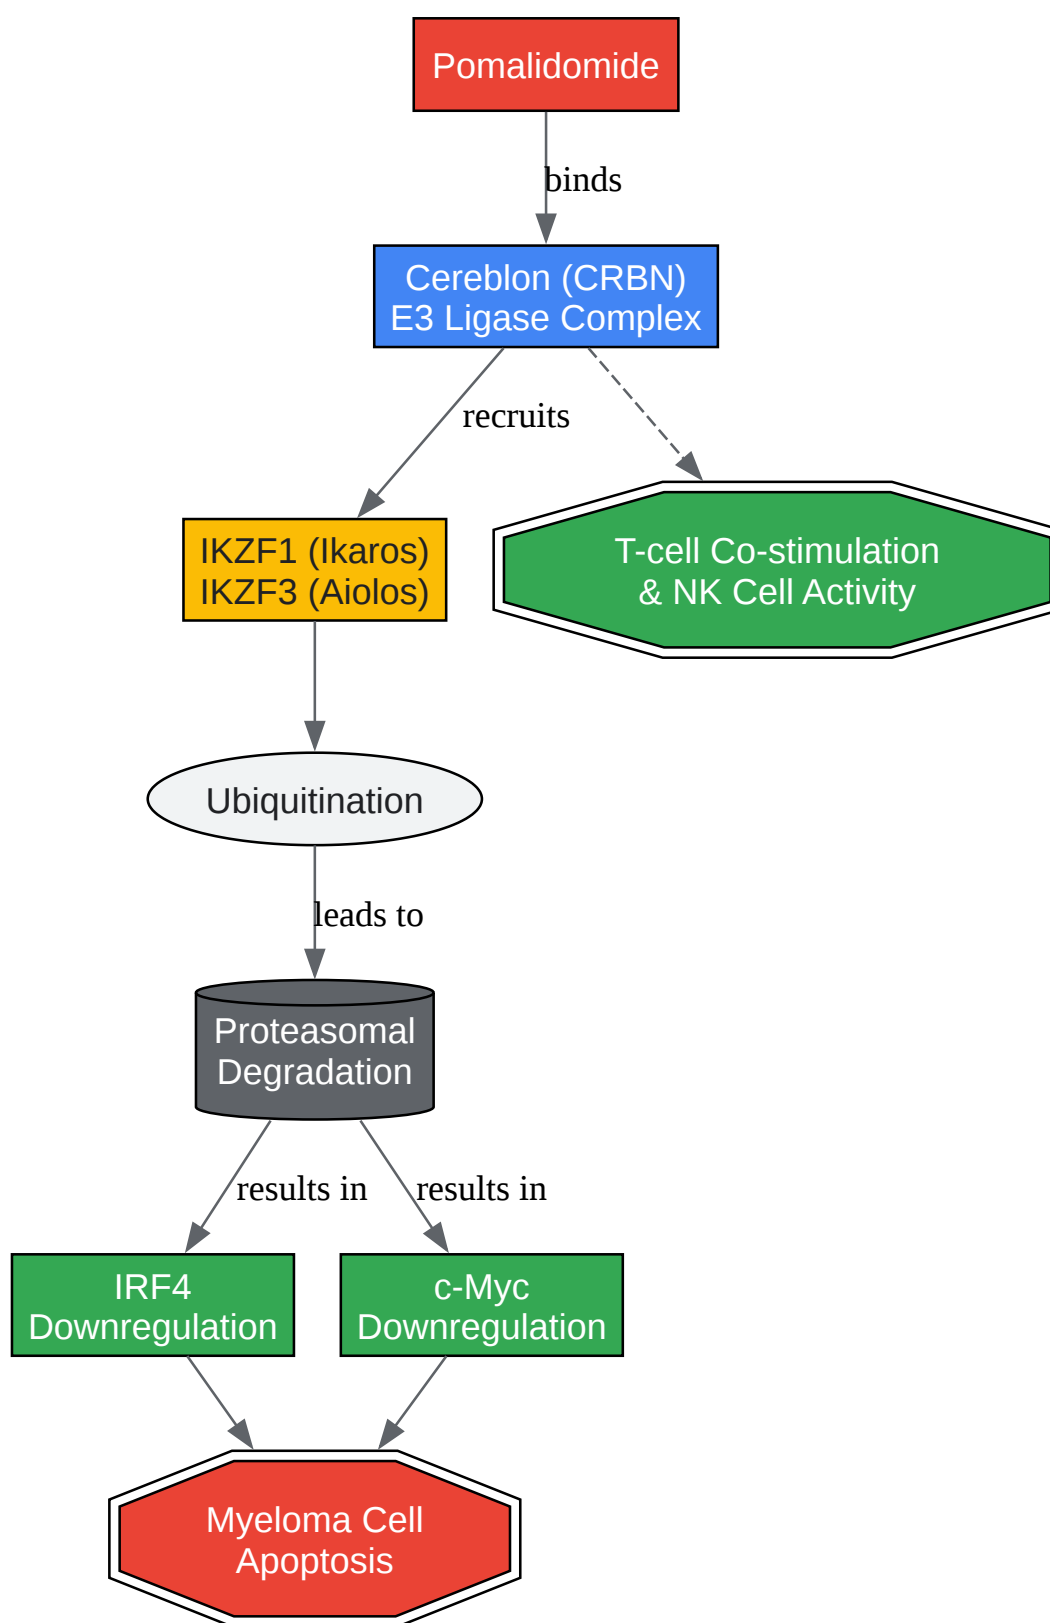 Pomalidomide
binds
Cereblon (CRBN)
E3 Ligase Complex
recruits
IKZF1 (Ikaros)
IKZF3 (Aiolos)
T-cell Co-stimulation
& NK Cell Activity
Ubiquitination
leads to
Proteasomal
Degradation
results in
results in
IRF4
Downregulation
c-Myc
Downregulation
Myeloma Cell
Apoptosis